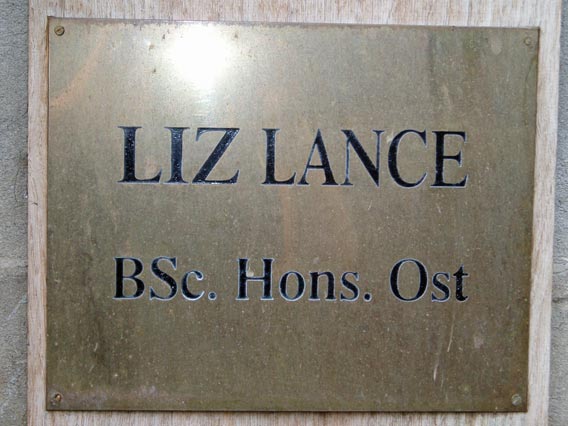 LIZ LANCE
BSc. Hons. Ost